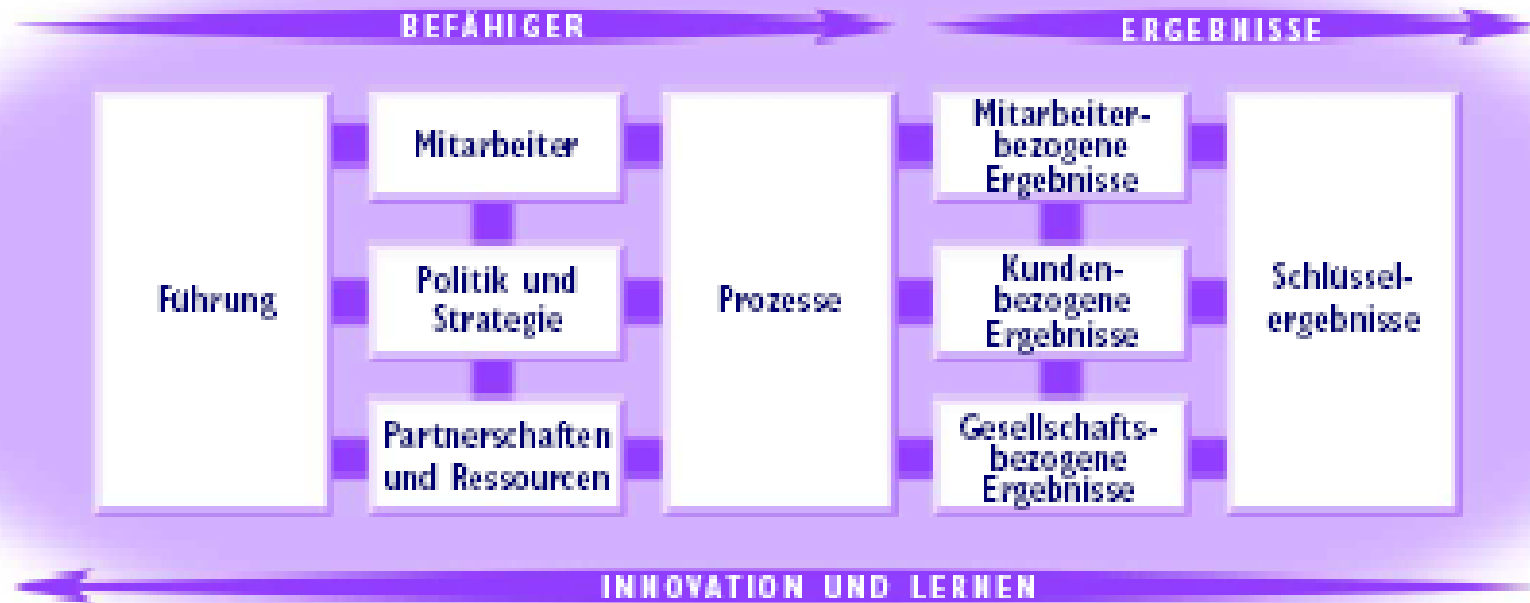 BEFÄHIGER
ERGEBNISSE
Führung
Mitarbeiter
Politik und
Strategie
Partnerschaften
und Ressourcen
Prozesse
Mitarbeiter-
bezogene
Ergebnisse
Kunden-
bezogene
Ergebnisse
Gesellschafts-
bezogene
Ergebnisse
Schlüssel-
ergebnisse
INNOVATION UND LERNEN